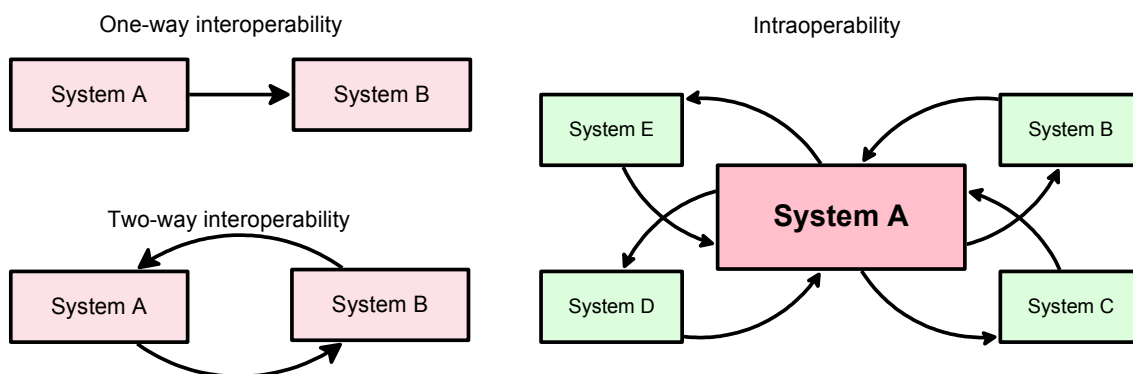 One-way interoperability
System A
System B
Two-way interoperability
System A
System B
Intraoperability
System E
System B
System A
System D
System C